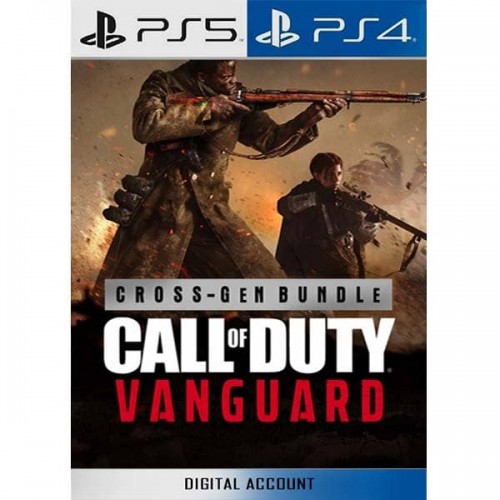 PS5 PS4
CROSS-GEN BUNDLE
CALL OF DUTY
VANGUARD
DIGITAL ACCOUNT